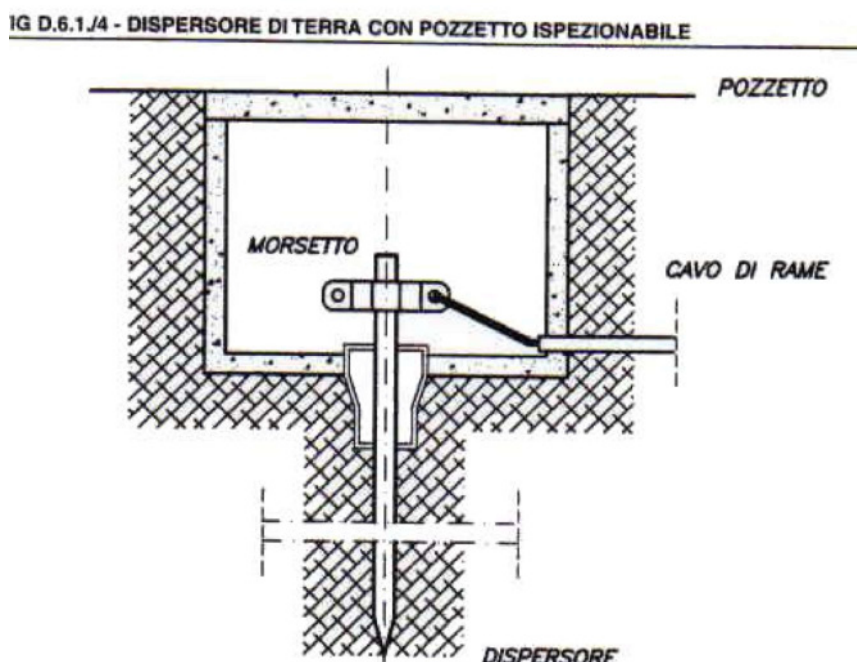 IG D.6.1./4 - DISPERSORE DI TERRA CON POZZETTO ISPEZIONABILE
POZZETTO
MORSETTO
CAVO DI RAME
DISPERSORE